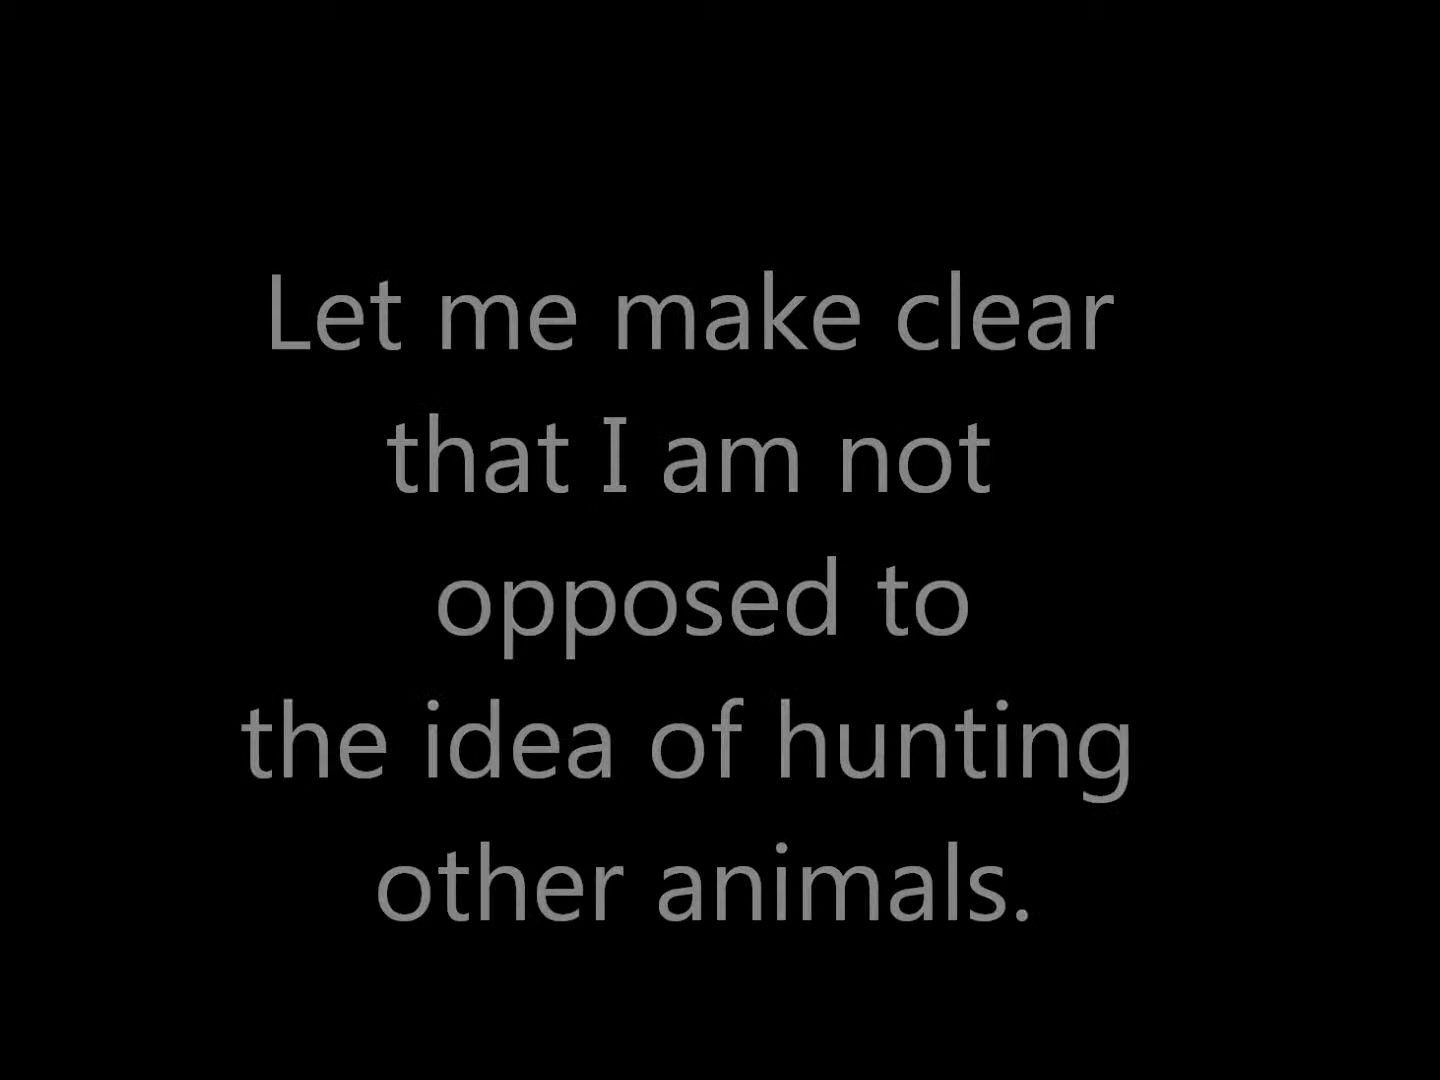 Let me make clear
that I am not
opposed to
the idea of hunting
other animals.